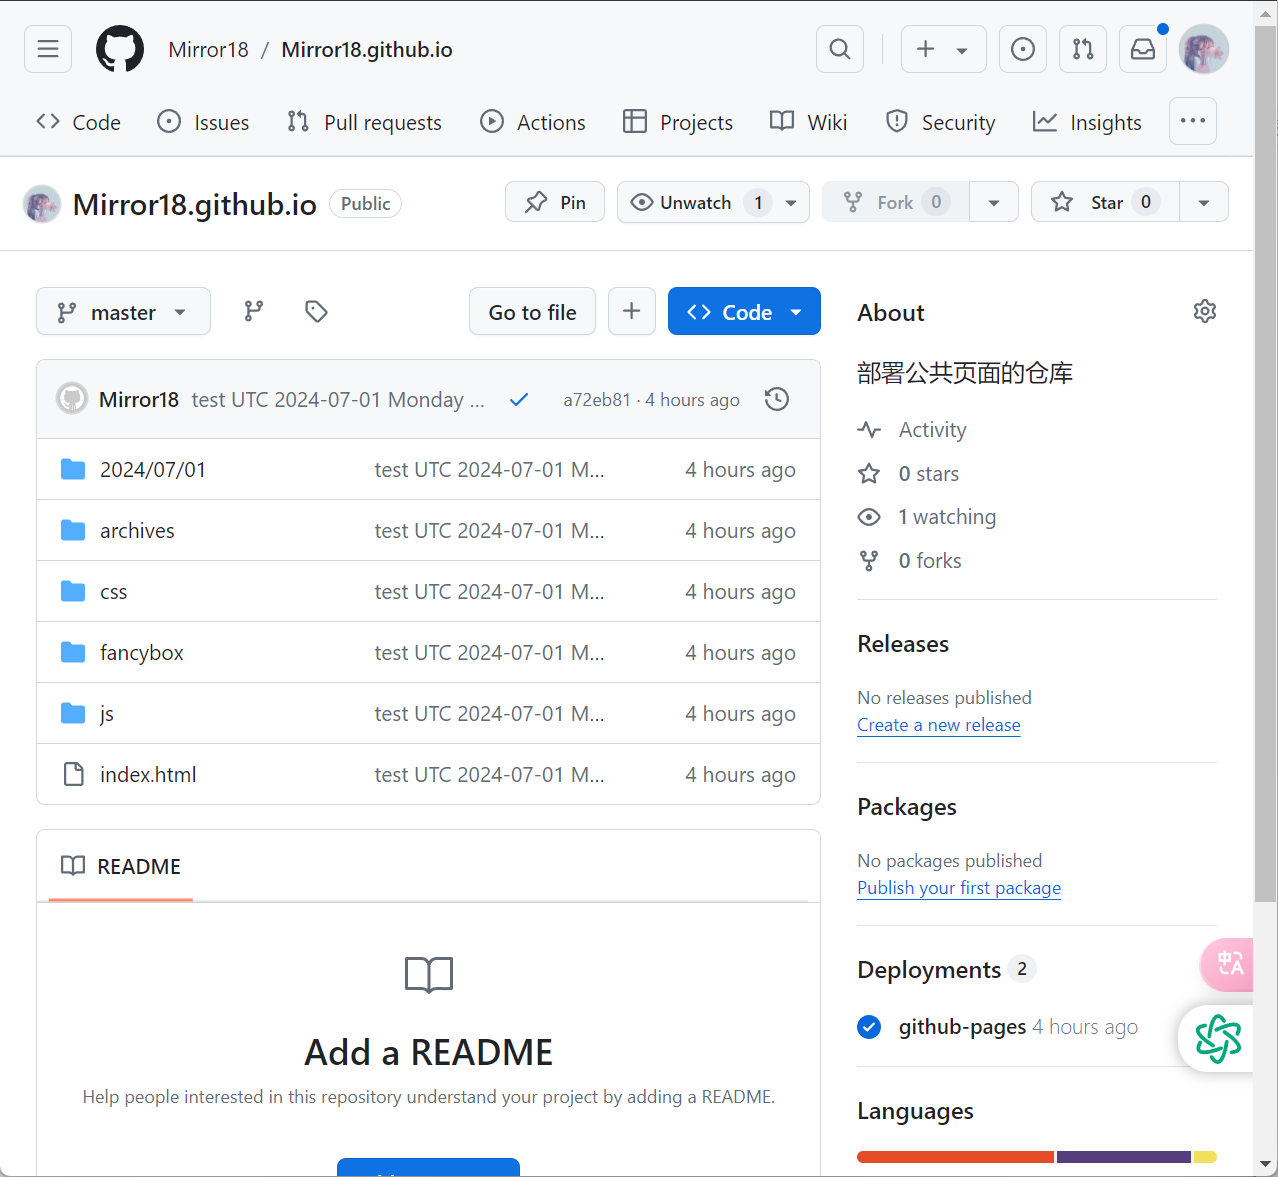 Mirror18 / Mirror18.github.io
Code Issues Pull requests Actions Projects Wiki Security Insights
Mirror18.github.io Public Pin Unwatch 1 Fork 0 Star 0
master Go to file Code
Mirror18 test UTC 2024-07-01 Monday ... a72eb81 · 4 hours ago
2024/07/01 test UTC 2024-07-01 M... 4 hours ago
archives test UTC 2024-07-01 M... 4 hours ago
css test UTC 2024-07-01 M... 4 hours ago
fancybox test UTC 2024-07-01 M... 4 hours ago
js test UTC 2024-07-01 M... 4 hours ago
index.html test UTC 2024-07-01 M... 4 hours ago
README
Add a README
Help people interested in this repository understand your project by adding a README.
About
部署公共页面的仓库
Activity
0 stars
1 watching
0 forks
Releases
No releases published
Create a new release
Packages
No packages published
Publish your first package
Deployments 2
中A
github-pages 4 hours ago
Languages